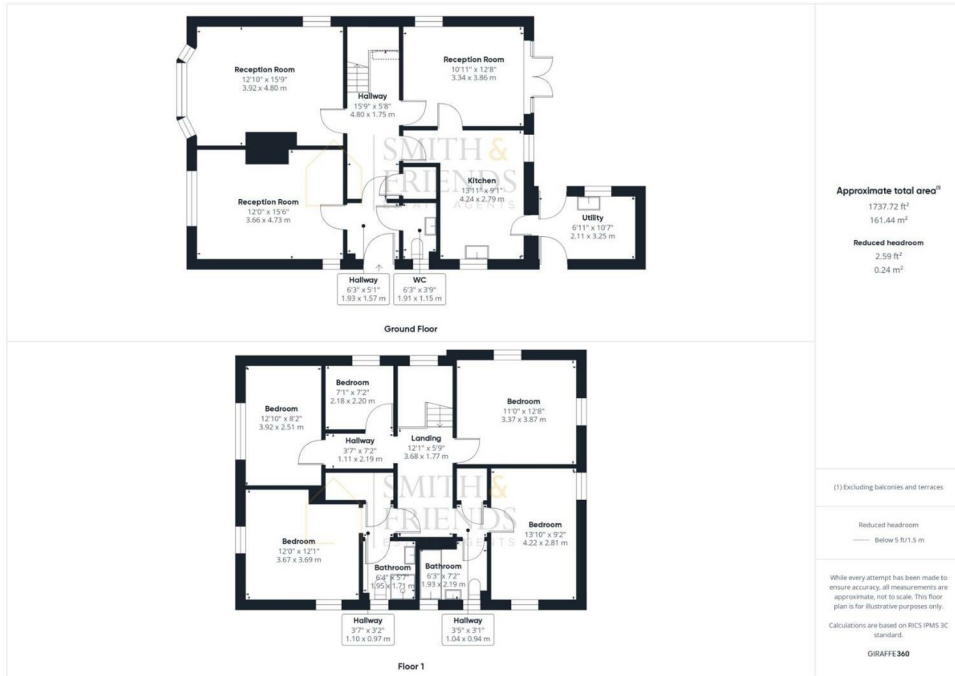 Reception Room
12'10" x 15'9"
3.92 x 4.80 m
Hallway
15'9" x 5'8"
4.80 x 1.75 m
Reception Room
10'11" x 12'8"
3.34 x 3.86 m
SMITH &
FRIENDS
ESTATE AGENTS
Reception Room
12'0" x 15'6"
3.66 x 4.73 m
Kitchen
13'11" x 9'1"
4.24 x 2.79 m
Utility
6'11" x 10'7"
2.11 x 3.25 m
Hallway
6'3" x 5'1"
1.93 x 1.57 m
WC
6'3" x 3'9"
1.91 x 1.15 m
Ground Floor
Bedroom
12'10" x 8'2"
3.92 x 2.51 m
Bedroom
7'1" x 7'2"
2.18 x 2.20 m
Hallway
3'7" x 7'2"
1.11 x 2.19 m
Landing
12'1" x 5'9"
3.68 x 1.77 m
Bedroom
11'0" x 12'8"
3.37 x 3.87 m
SMITH &
FRIENDS
ESTATE AGENTS
Bedroom
12'0" x 12'1"
3.67 x 3.69 m
Bathroom
6'4" x 5'7"
1.95 x 1.71 m
Bathroom
6'3" x 7'2"
1.93 x 2.19 m
Bedroom
13'10" x 9'2"
4.22 x 2.81 m
Hallway
3'7" x 3'2"
1.10 x 0.97 m
Hallway
3'5" x 3'1"
1.04 x 0.94 m
Floor 1
Approximate total area(1)
1737.72 ft²
161.44 m²
Reduced headroom
2.59 ft²
0.24 m²
(1) Excluding balconies and terraces
Reduced headroom
Below 5 ft/1.5 m
While every attempt has been made to
ensure accuracy, all measurements are
approximate, not to scale. This floor
plan is for illustrative purposes only.
Calculations are based on RICS IPMS 3C
standard.
GIRAFFE360